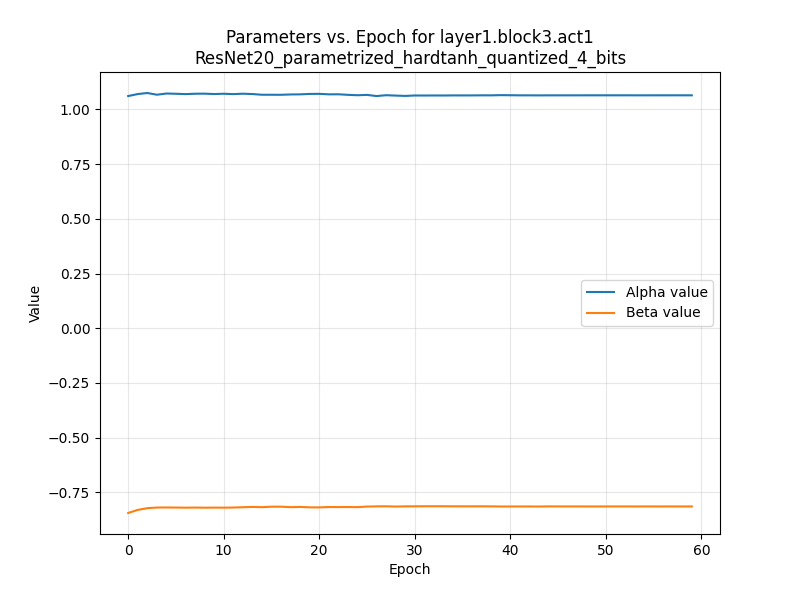 Parameters vs. Epoch for layer1.block3.act1
ResNet20_parametrized_hardtanh_quantized_4_bits
1.00
0.75
0.50
0.25
0.00
−0.25
−0.50
−0.75
Value
Alpha value
Beta value
0 10 20 30 40 50 60
Epoch